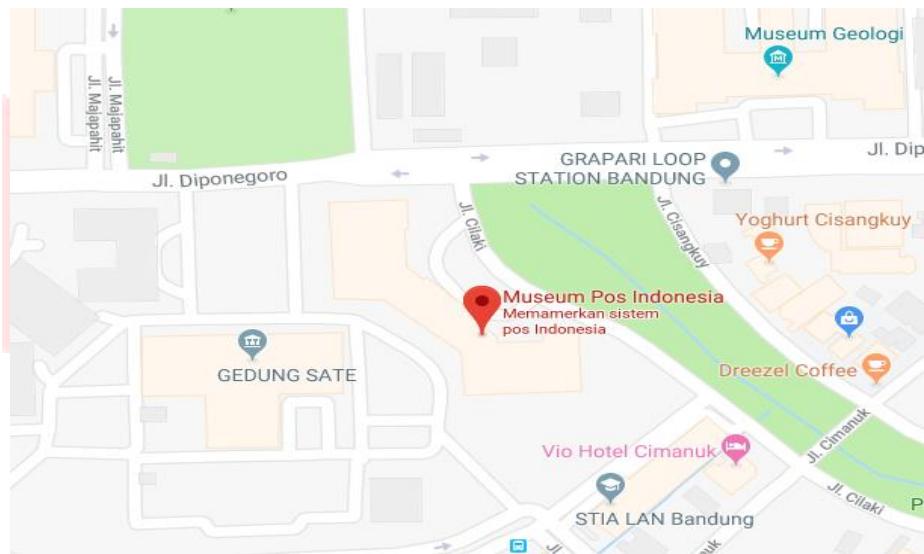 Museum Geologi
Jl. Majapahit
Jl. Majapahit
Jl. Diponegoro
GRAPARI LOOP
STATION BANDUNG
Jl. Dip
Jl. Cilaki
Jl. Cisangkuy
Yoghurt Cisangkuy
Museum Pos Indonesia
Memamerkan sistem
pos Indonesia
GEDUNG SATE
Dreezel Coffee
Vio Hotel Cimanuk
Jl. Cimanuk
Jl. Cilaki
P
STIA LAN Bandung
Jl.
nuk